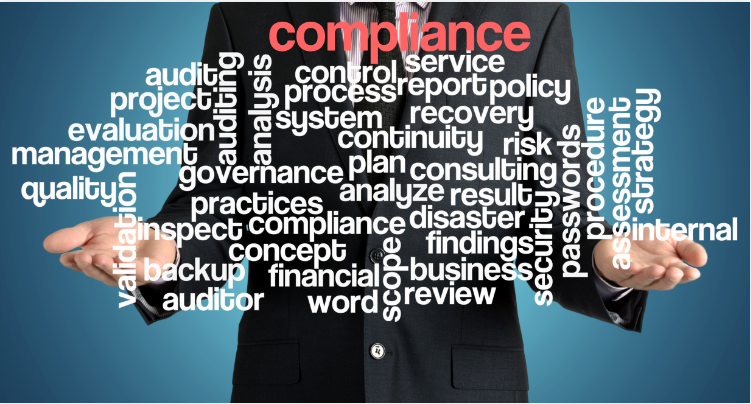 compliance
audit
auditing
analysis
control
service
project
process
report
policy
evaluation
system
recovery
continuity
risk
management
governance
plan
consulting
passwords
procedure
assessment
strategy
quality
validation
practices
analyze
result
security
inspect
compliance
disaster
internal
concept
findings
backup
financial
scope
business
auditor
word
review